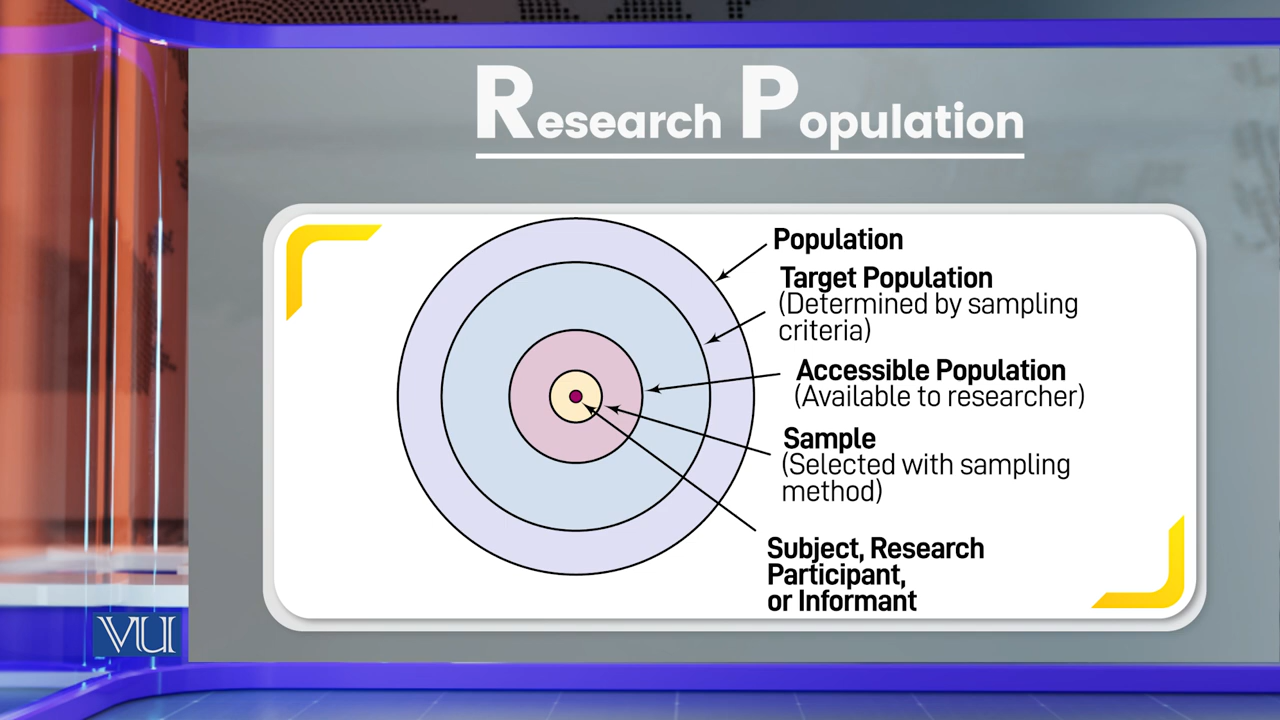 Research Population
Population
Target Population
(Determined by sampling
criteria)
Accessible Population
(Available to researcher)
Sample
(Selected with sampling
method)
Subject, Research
Participant,
or Informant
VU